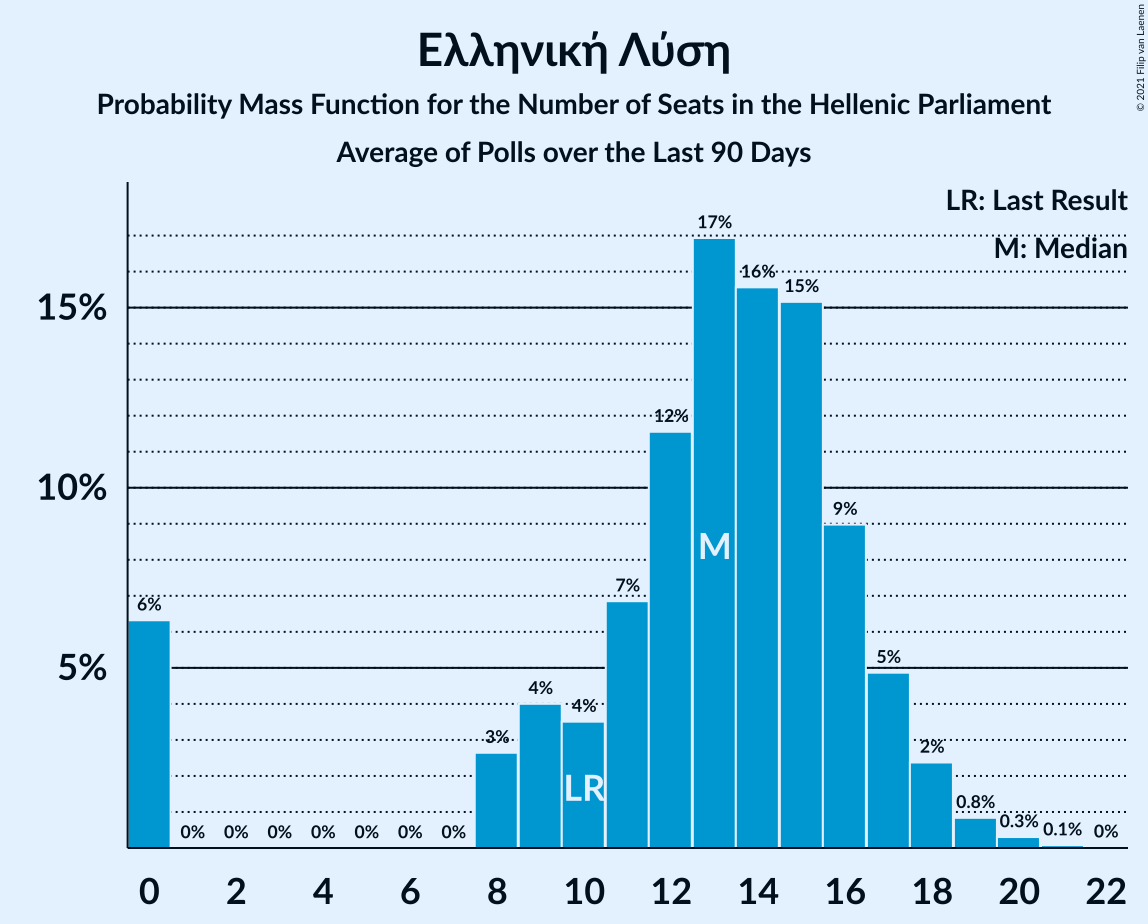 Ελληνική Λύση
Probability Mass Function for the Number of Seats in the Hellenic Parliament
Average of Polls over the Last 90 Days
© 2021 Filip van Laenen
LR: Last Result
M: Median
15%
10%
5%
6%
0%
0%
0%
0%
0%
0%
0%
3%
4%
4%
7%
12%
17%
16%
15%
9%
5%
2%
0.8%
0.3%
0.1%
0%
LR
M
0 2 4 6 8 10 12 14 16 18 20 22